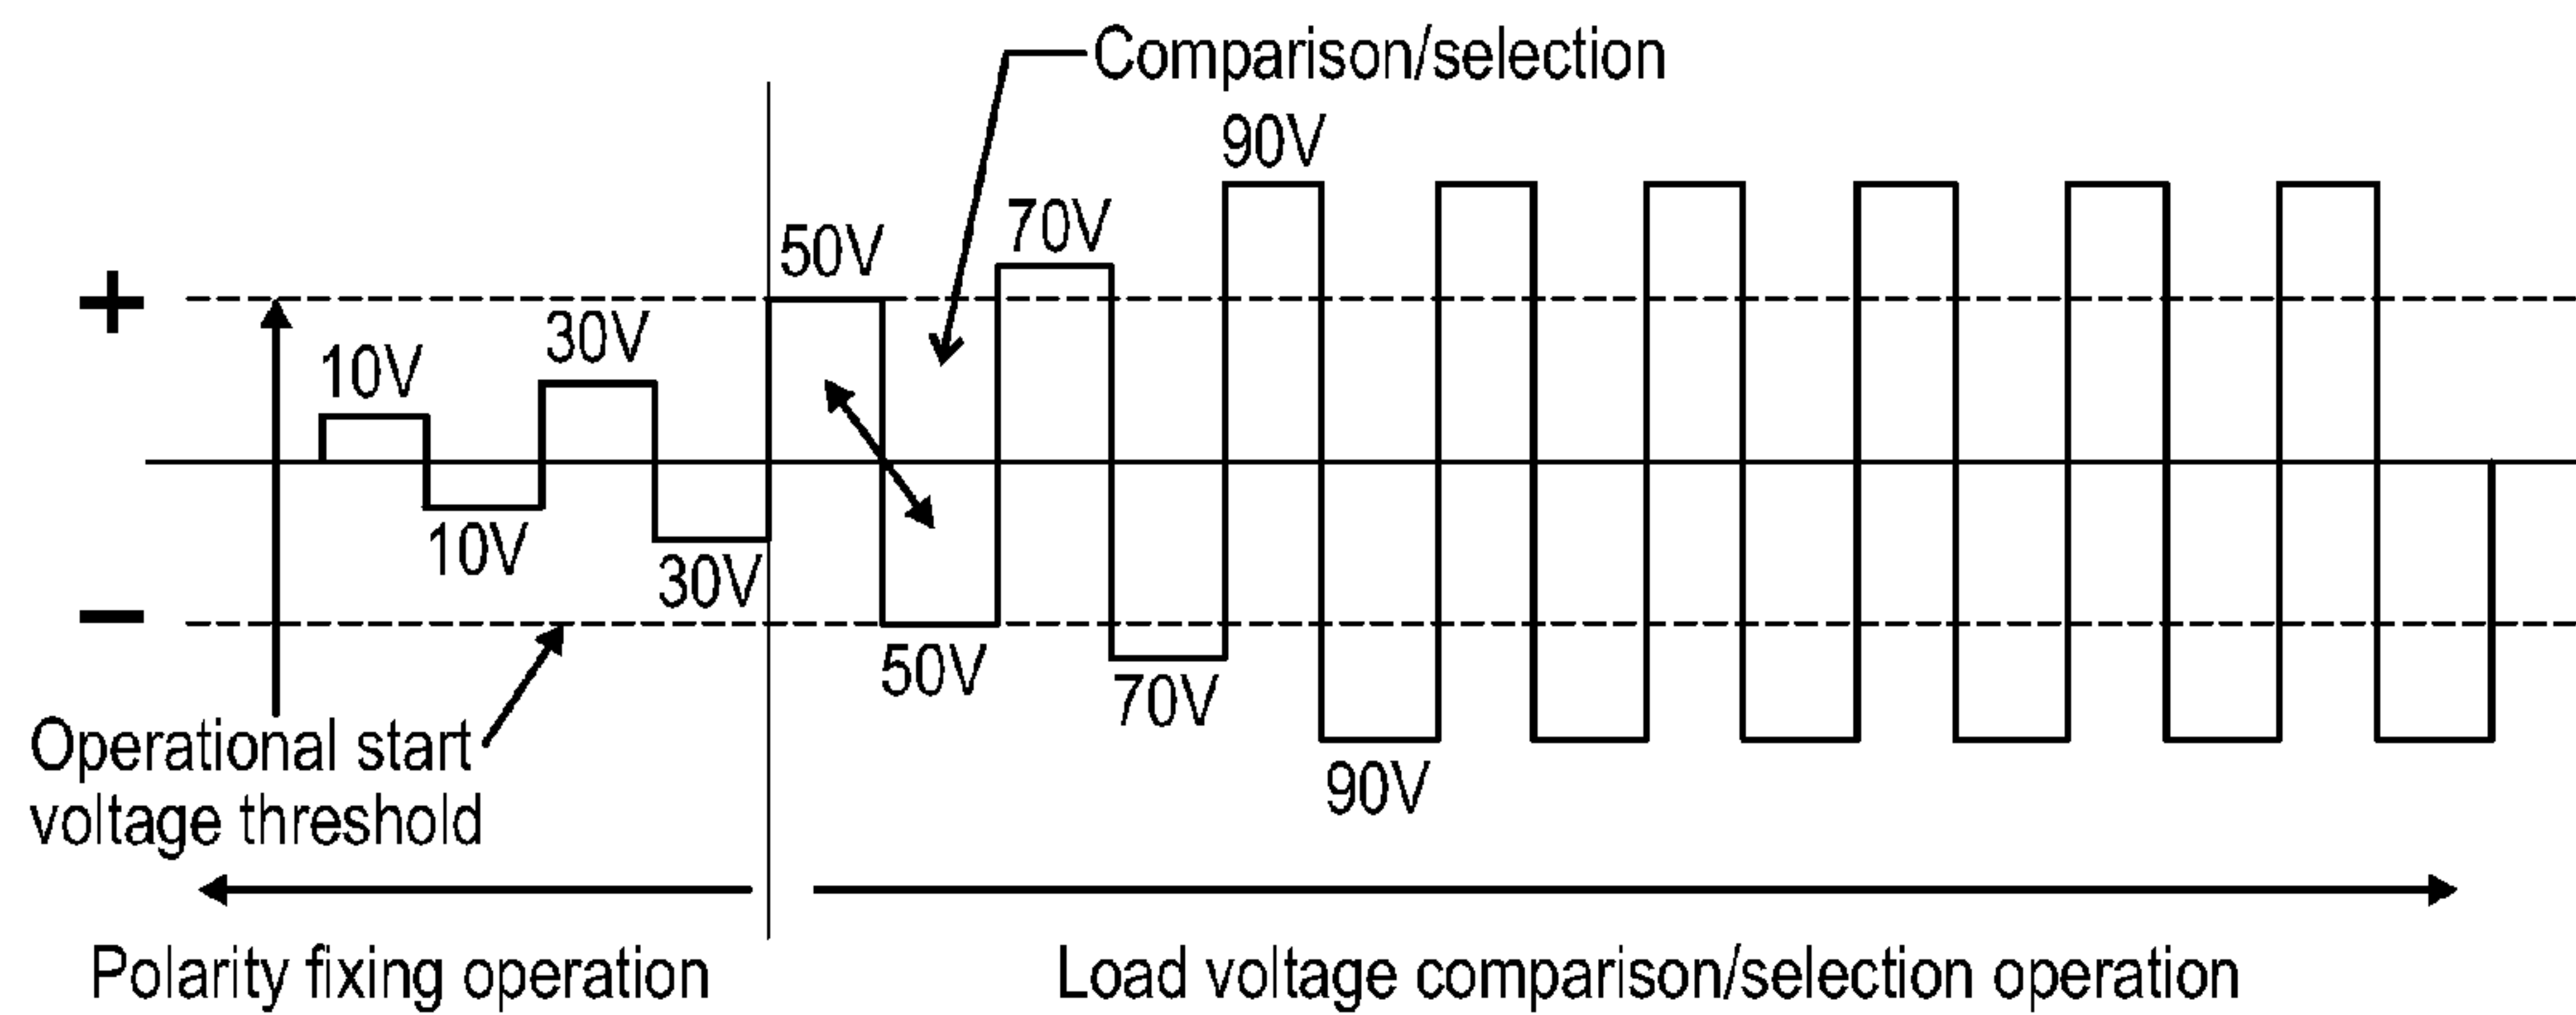 Comparison/selection
90V
70V
50V
+
30V
10V
10V
30V
−
50V
70V
Operational start
voltage threshold
90V
Polarity fixing operation
Load voltage comparison/selection operation